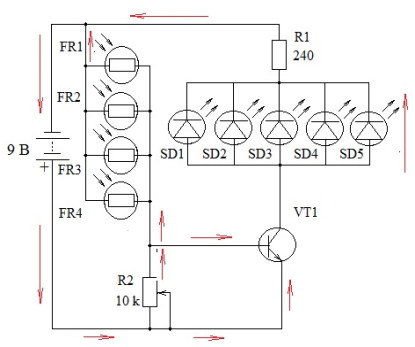 FR1
FR2
FR3
FR4
9 В
+
R1
240
SD1 SD2 SD3 SD4 SD5
VT1
R2
10 k